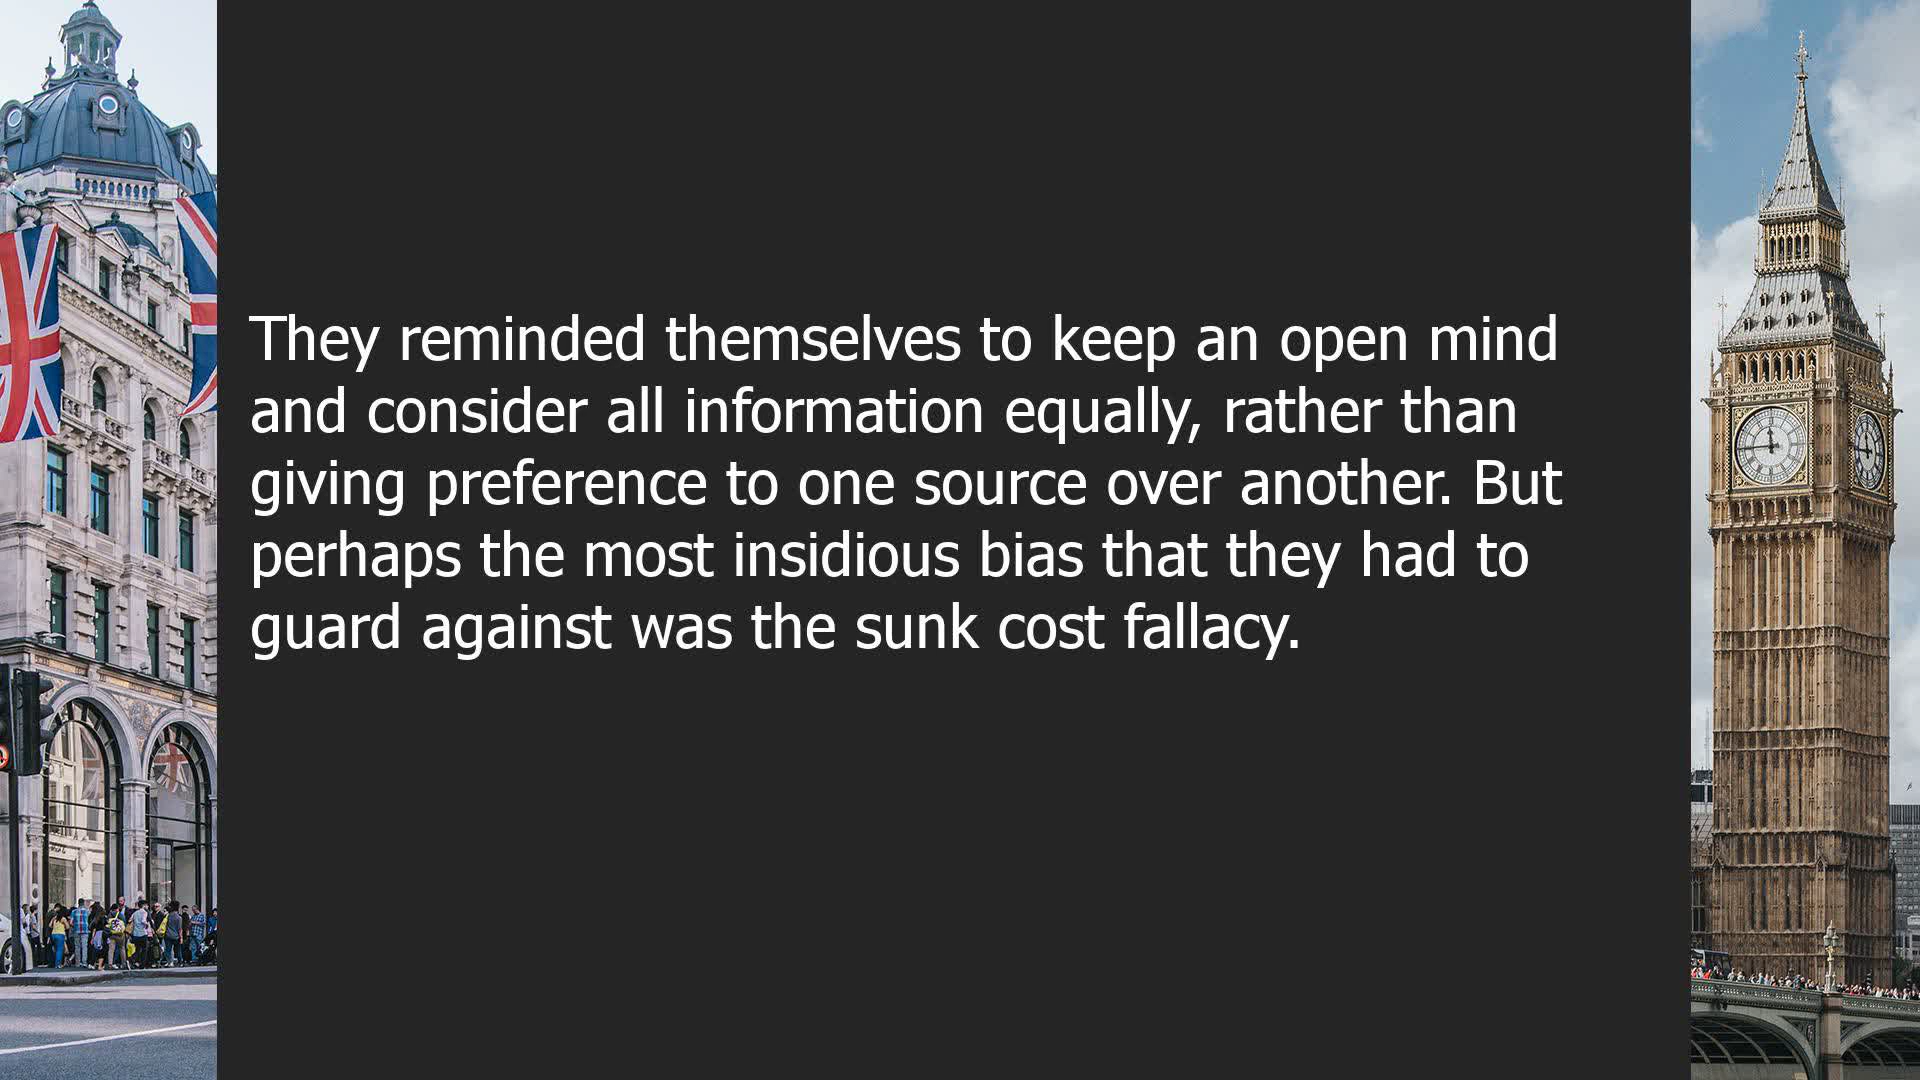 They reminded themselves to keep an open mind
and consider all information equally, rather than
giving preference to one source over another. But
perhaps the most insidious bias that they had to
guard against was the sunk cost fallacy.